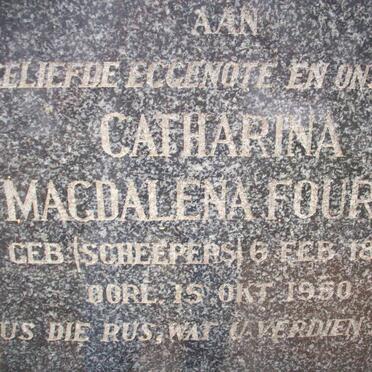 AAN
ELIEFDE EGGENOTE EN ON
CATHARINA
MAGDALENA FOUR
GEB (SCHEEPERS) 6 FEB 18
OORL. 15 OKT 1950
US DIE RUS, WAT U VERDIEN